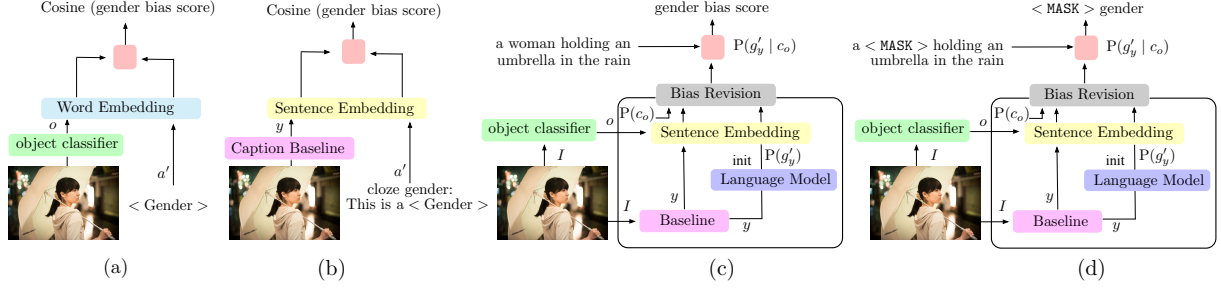 Cosine (gender bias score)
Word Embedding
o
object classifier
a′
< Gender >
(a)
Cosine (gender bias score)
Sentence Embedding
y
Caption Baseline
a′
cloze gender:
This is a < Gender >
(b)
gender bias score
a woman holding an
umbrella in the rain
P(g′y | co)
Bias Revision
P(co)
object classifier
o
Sentence Embedding
I
init
P(g′y)
Language Model
y
I
Baseline
y
(c)
< MASK > gender
a < MASK > holding an
umbrella in the rain
P(g′y | co)
Bias Revision
P(co)
object classifier
o
Sentence Embedding
I
init
P(g′y)
Language Model
y
I
Baseline
y
(d)